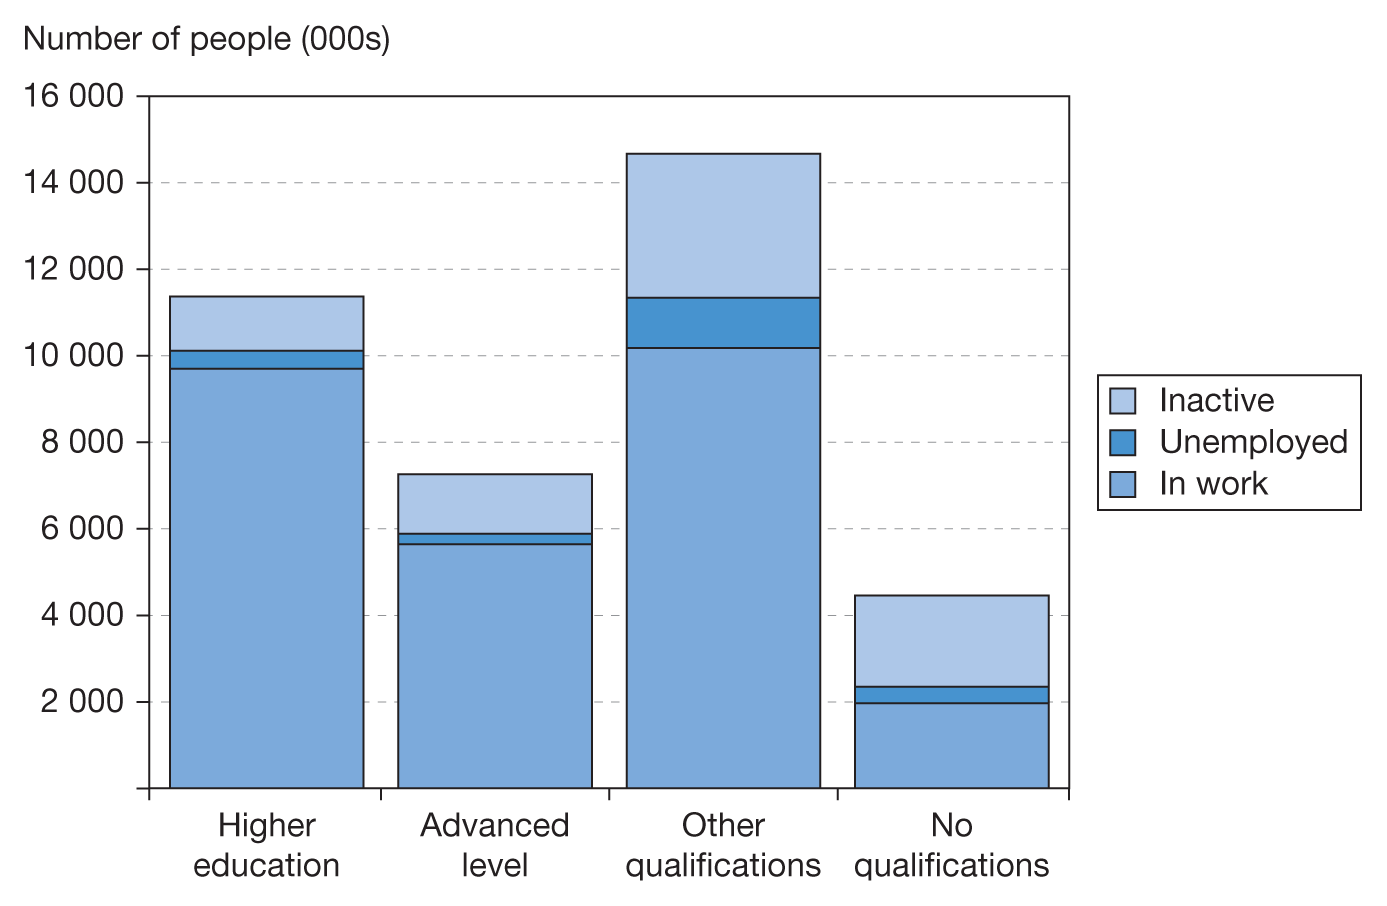 Number of people (000s)
16 000
14 000
12 000
10 000
8 000
6 000
4 000
2 000
Inactive
Unemployed
In work
Higher
education
Advanced
level
Other
qualifications
No
qualifications